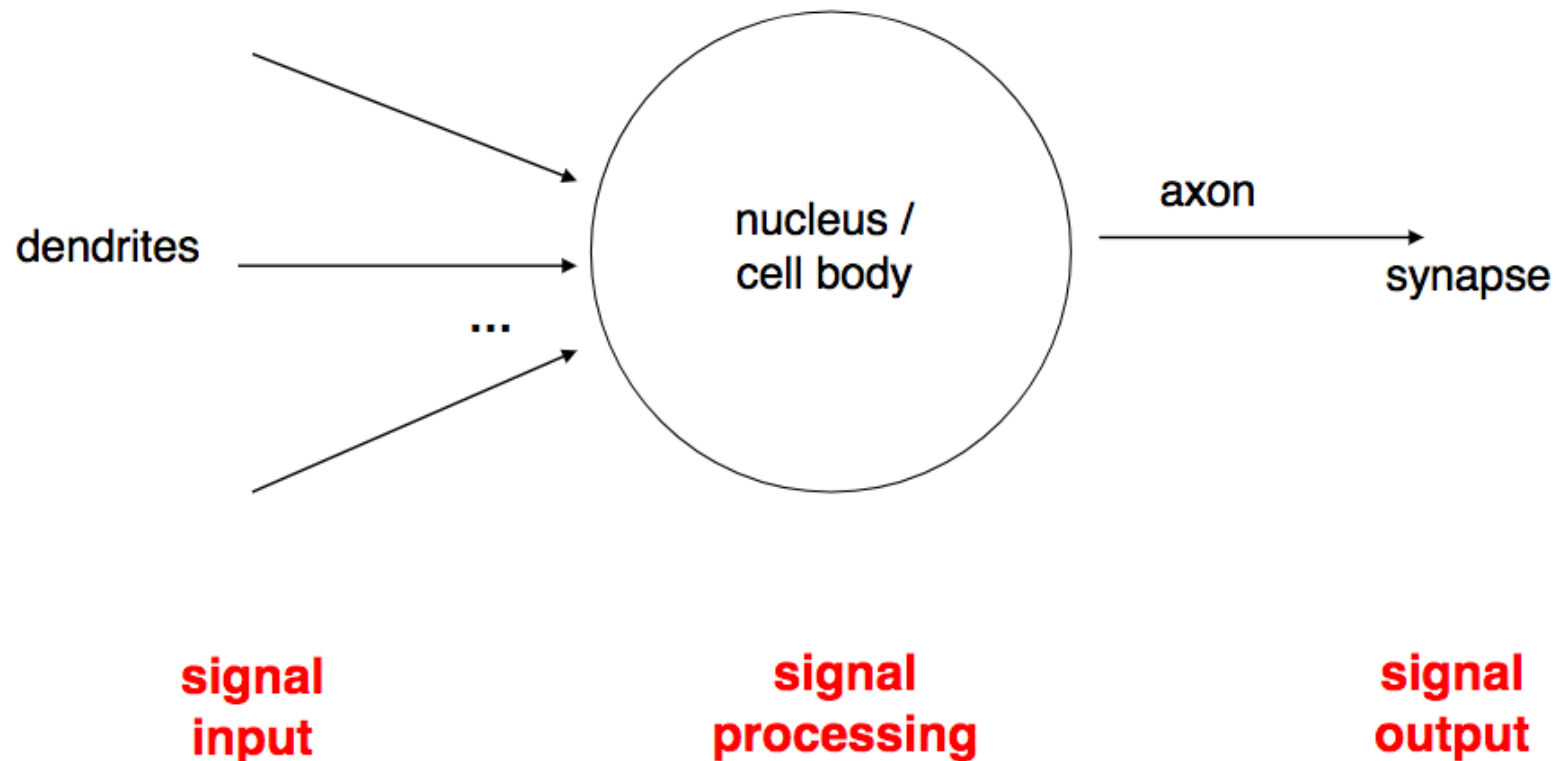 dendrites
...
nucleus /
cell body
axon
synapse
signal
input
signal
processing
signal
output